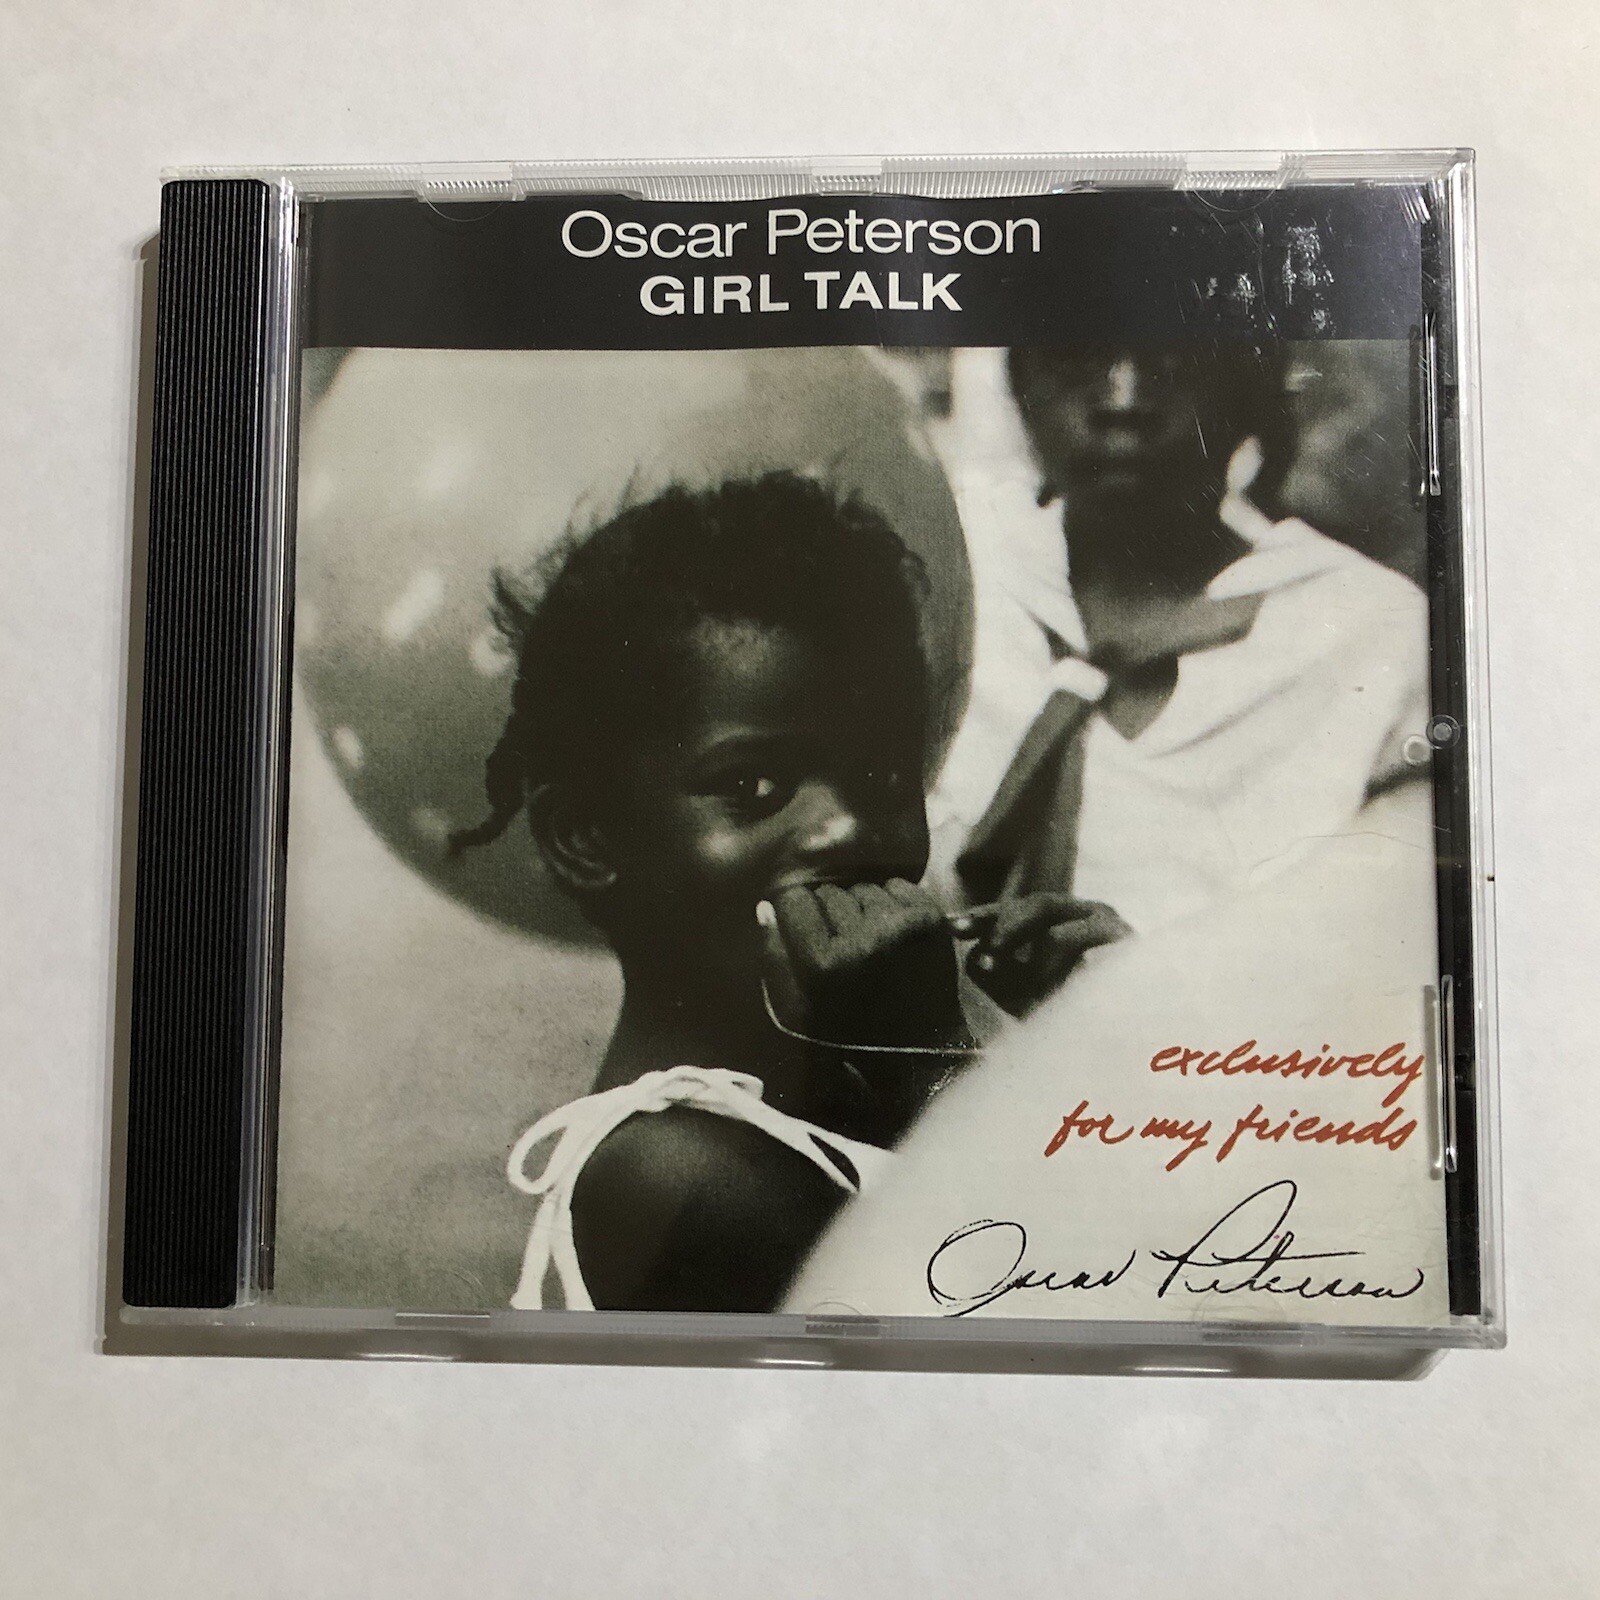 Oscar Peterson
GIRL TALK
exclusively
for my friends
Oscar Peterson